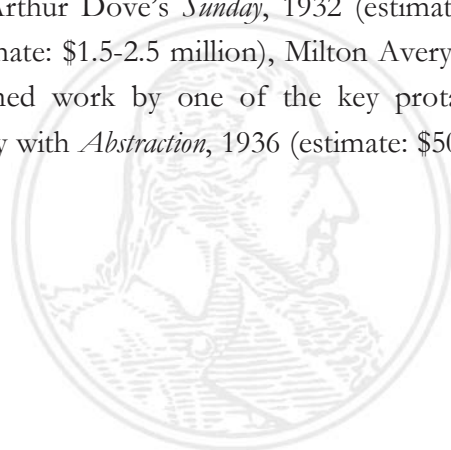 Arthur Dove's Sunday, 1932 (estimat
nate: $1.5-2.5 million), Milton Avery
ned work by one of the key prota
y with Abstraction, 1936 (estimate: $50